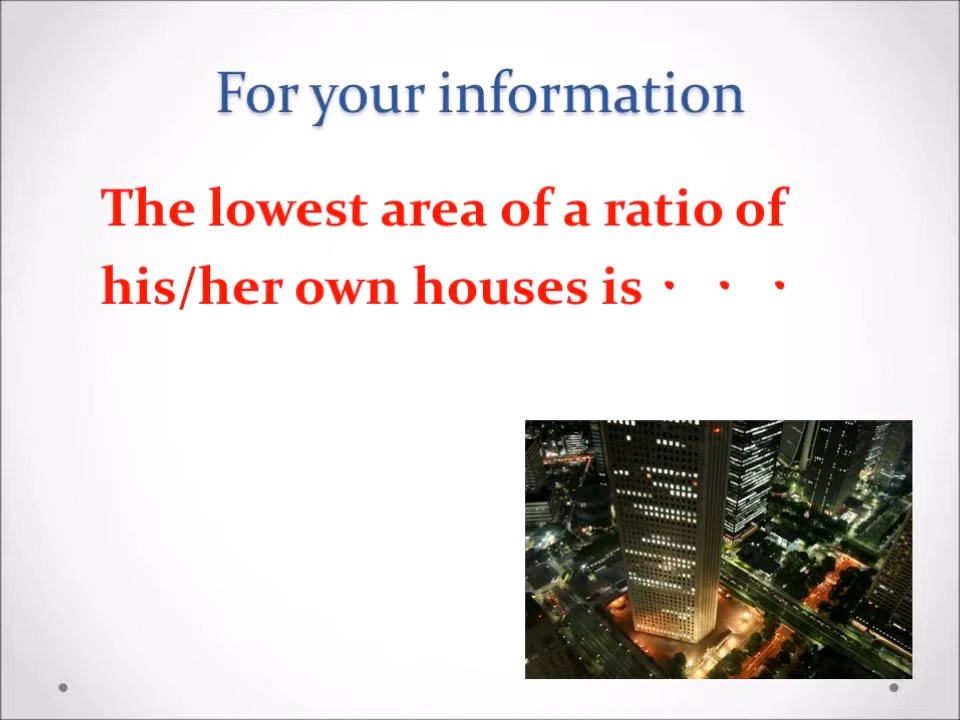 For your information
The lowest area of a ratio of
his/her own houses is・・・